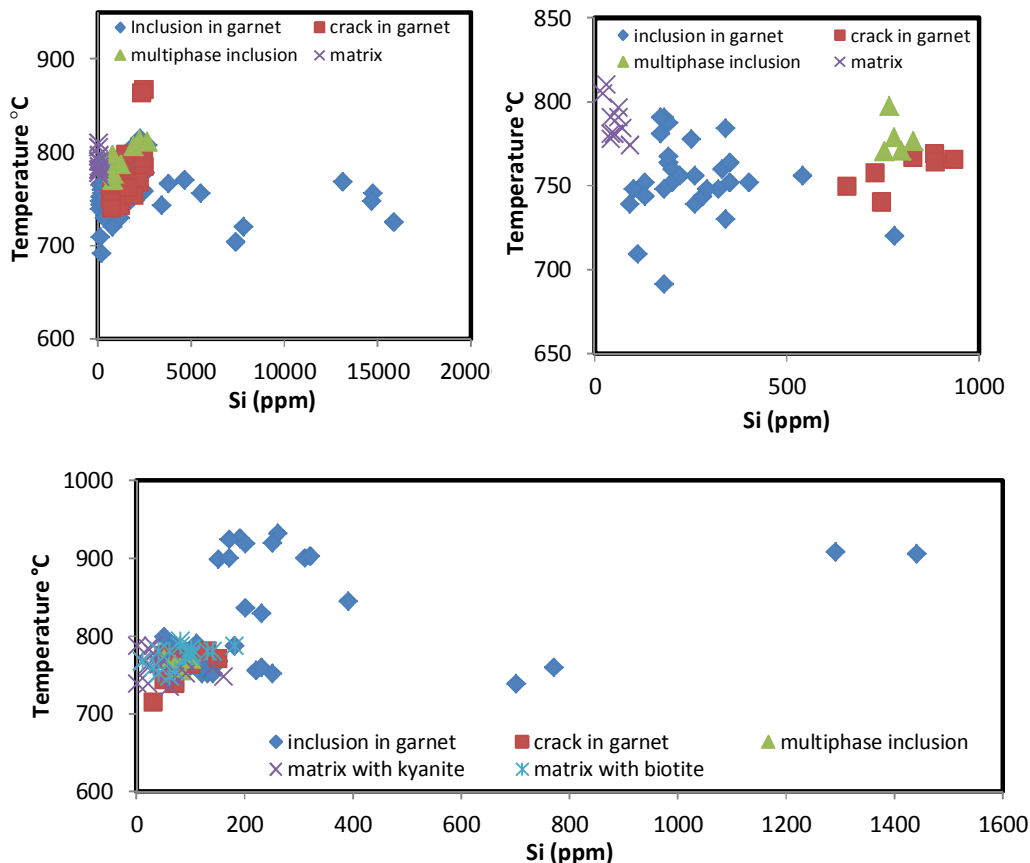 Inclusion in garnet crack in garnet
multiphase inclusion matrix
900
800
700
600
0 5000 10000 15000 2000
Temperature °C
Si (ppm)
inclusion in garnet crack in garnet
multiphase inclusion matrix
850
800
750
700
650
0 500 1000
Temperature °C
Si (ppm)
1000
900
800
700
600
inclusion in garnet crack in garnet multiphase inclusion
matrix with kyanite matrix with biotite
0 200 400 600 800 1000 1200 1400 1600
Temperature °C
Si (ppm)